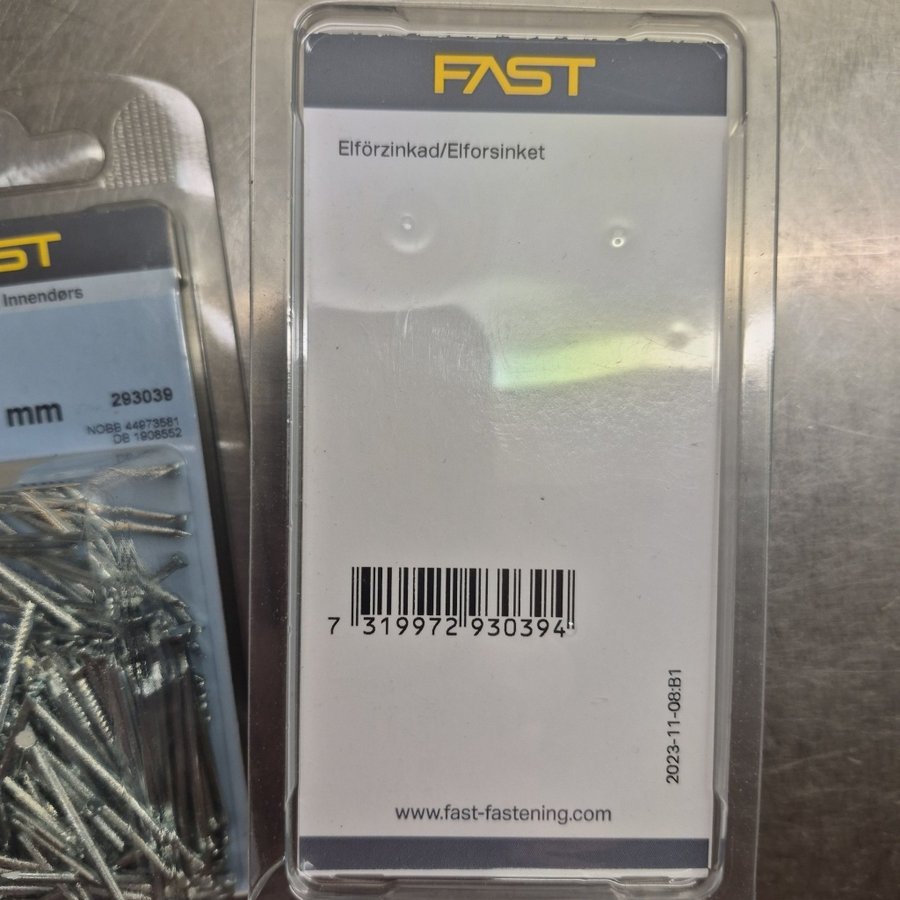 ST
Innendørs
mm
293039
NOBB 44973581
DB 1908552
FAST
Elförzinkad/Elforsinket
7 319972 930394
2023-11-08:B1
www.fast-fastening.com